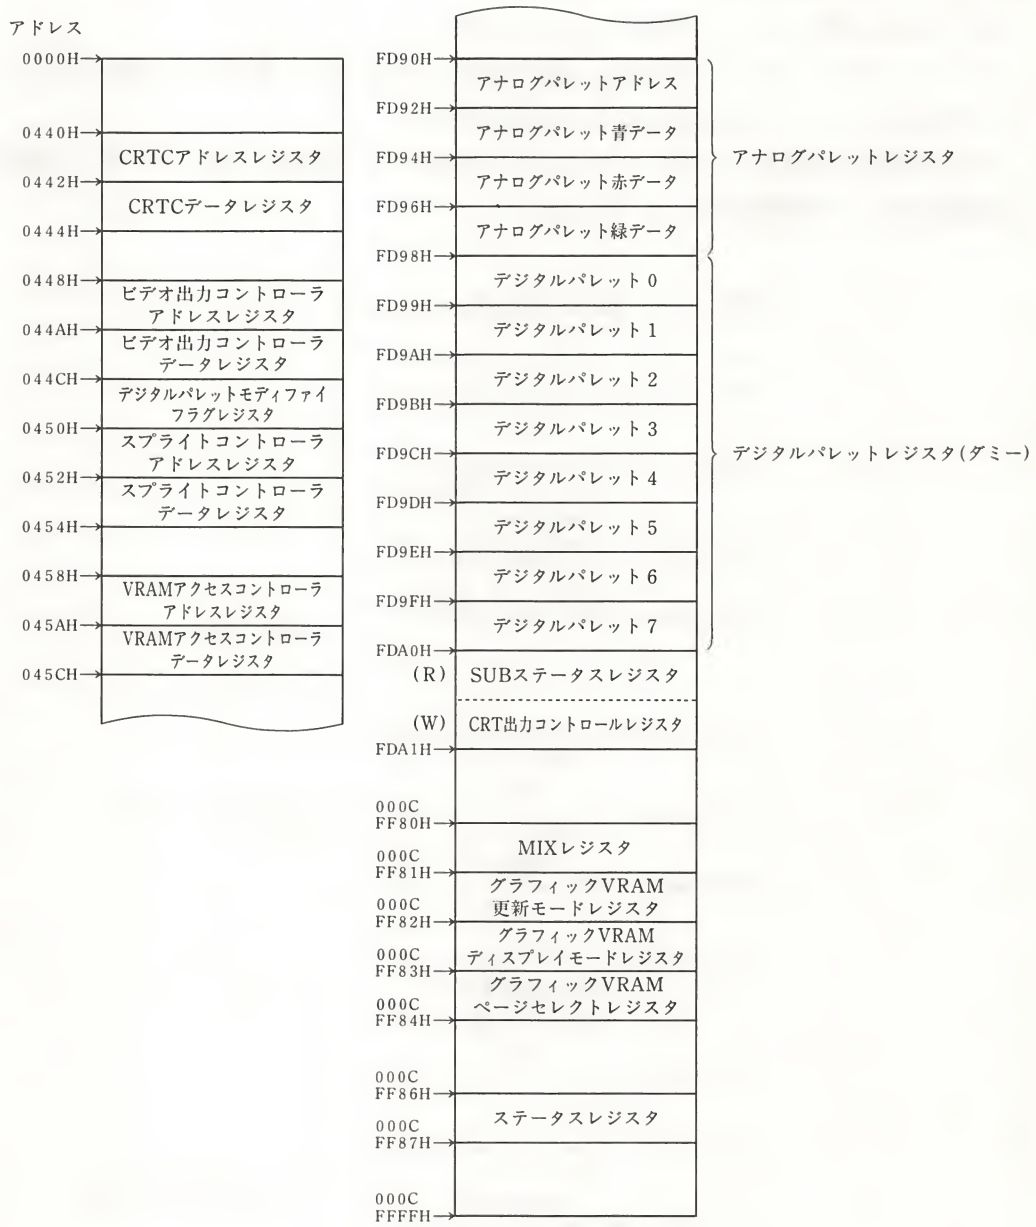 アドレス
0000H
0440H
CRTCアドレスレジスタ
0442H
CRTCデータレジスタ
0444H
0448H
ビデオ出力コントローラ
アドレスレジスタ
044AH
ビデオ出力コントローラ
データレジスタ
044CH
デジタルパレットモディファイ
フラグレジスタ
0450H
スプライトコントローラ
アドレスレジスタ
0452H
スプライトコントローラ
データレジスタ
0454H
0458H
VRAMアクセスコントローラ
アドレスレジスタ
045AH
VRAMアクセスコントローラ
データレジスタ
045CH
FD90H
アナログパレットアドレス
FD92H
アナログパレット青データ
FD94H
アナログパレット赤データ
FD96H
アナログパレット緑データ
FD98H
アナログパレットレジスタ
デジタルパレット0
FD99H
デジタルパレット1
FD9AH
デジタルパレット2
FD9BH
デジタルパレット3
FD9CH
デジタルパレット4
FD9DH
デジタルパレット5
FD9EH
デジタルパレット6
FD9FH
デジタルパレット7
FDA0H
デジタルパレットレジスタ(ダミー)
(R) SUBステータスレジスタ
(W) CRT出力コントロールレジスタ
FDA1H
000C
FF80H
MIXレジスタ
000C
FF81H
グラフィックVRAM
更新モードレジスタ
000C
FF82H
グラフィックVRAM
ディスプレイモードレジスタ
000C
FF83H
グラフィックVRAM
ページセレクトレジスタ
000C
FF84H
000C
FF86H
ステータスレジスタ
000C
FF87H
000C
FFFFH